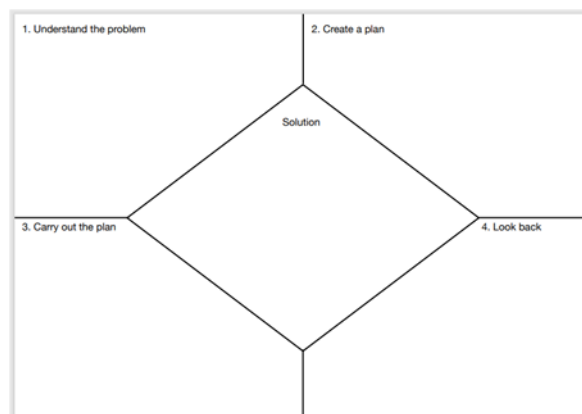 1. Understand the problem
2. Create a plan
Solution
3. Carry out the plan
4. Look back